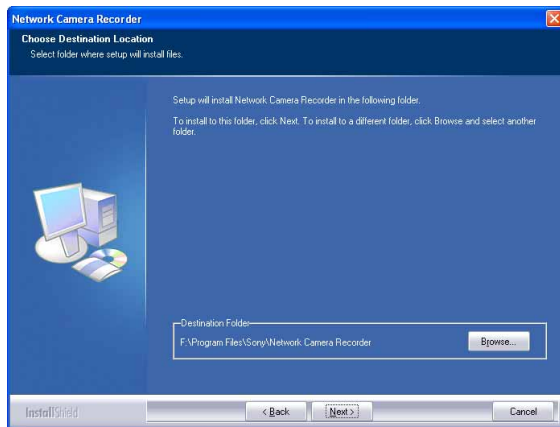 Network Camera Recorder
Choose Destination Location
Select folder where setup will install files.
Setup will install Network Camera Recorder in the following folder.
To install to this folder, click Next. To install to a different folder, click Browse and select another
folder.
Destination Folder
F:\Program Files\Sony\Network Camera Recorder
Browse...
InstallShield
< Back
Next >
Cancel